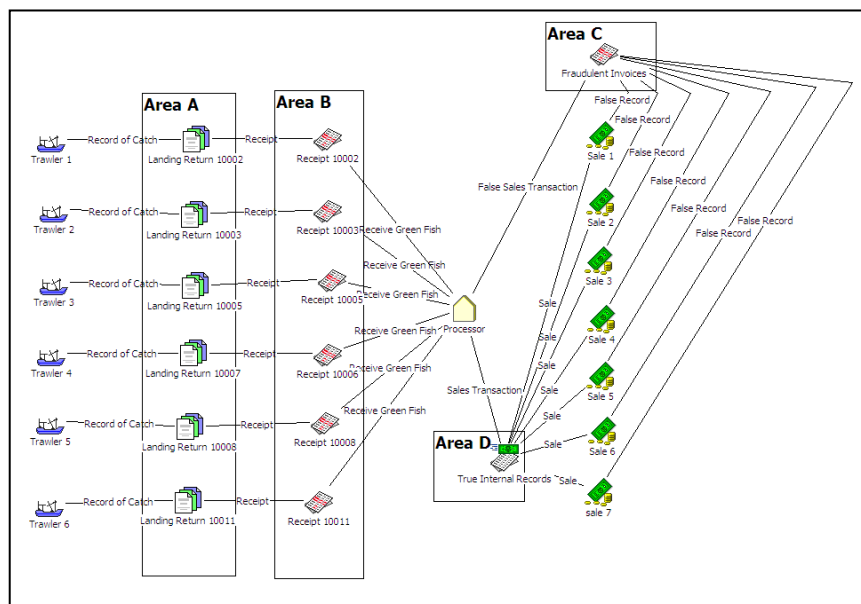 Area A
Area B
Area C
Fraudulent Invoices
Trawler 1
Record of Catch
Landing Return 10002
Receipt
Receipt 10002
Trawler 2
Record of Catch
Landing Return 10003
Receipt
Receipt 10003
Trawler 3
Record of Catch
Landing Return 10005
Receipt
Receipt 10005
Trawler 4
Record of Catch
Landing Return 10007
Receipt
Receipt 10006
Trawler 5
Record of Catch
Landing Return 10008
Receipt
Receipt 10008
Trawler 6
Record of Catch
Landing Return 10011
Receipt
Receipt 10011
Receive Green Fish
Receive Green Fish
Receive Green Fish
Receive Green Fish
Receive Green Fish
Receive Green Fish
Processor
False Sales Transaction
Sales Transaction
Area D
True Internal Records
False Record
False Record
False Record
False Record
False Record
False Record
False Record
Sale
Sale
Sale
Sale
Sale
Sale
Sale
Sale 1
Sale 2
Sale 3
Sale 4
Sale 5
Sale 6
sale 7